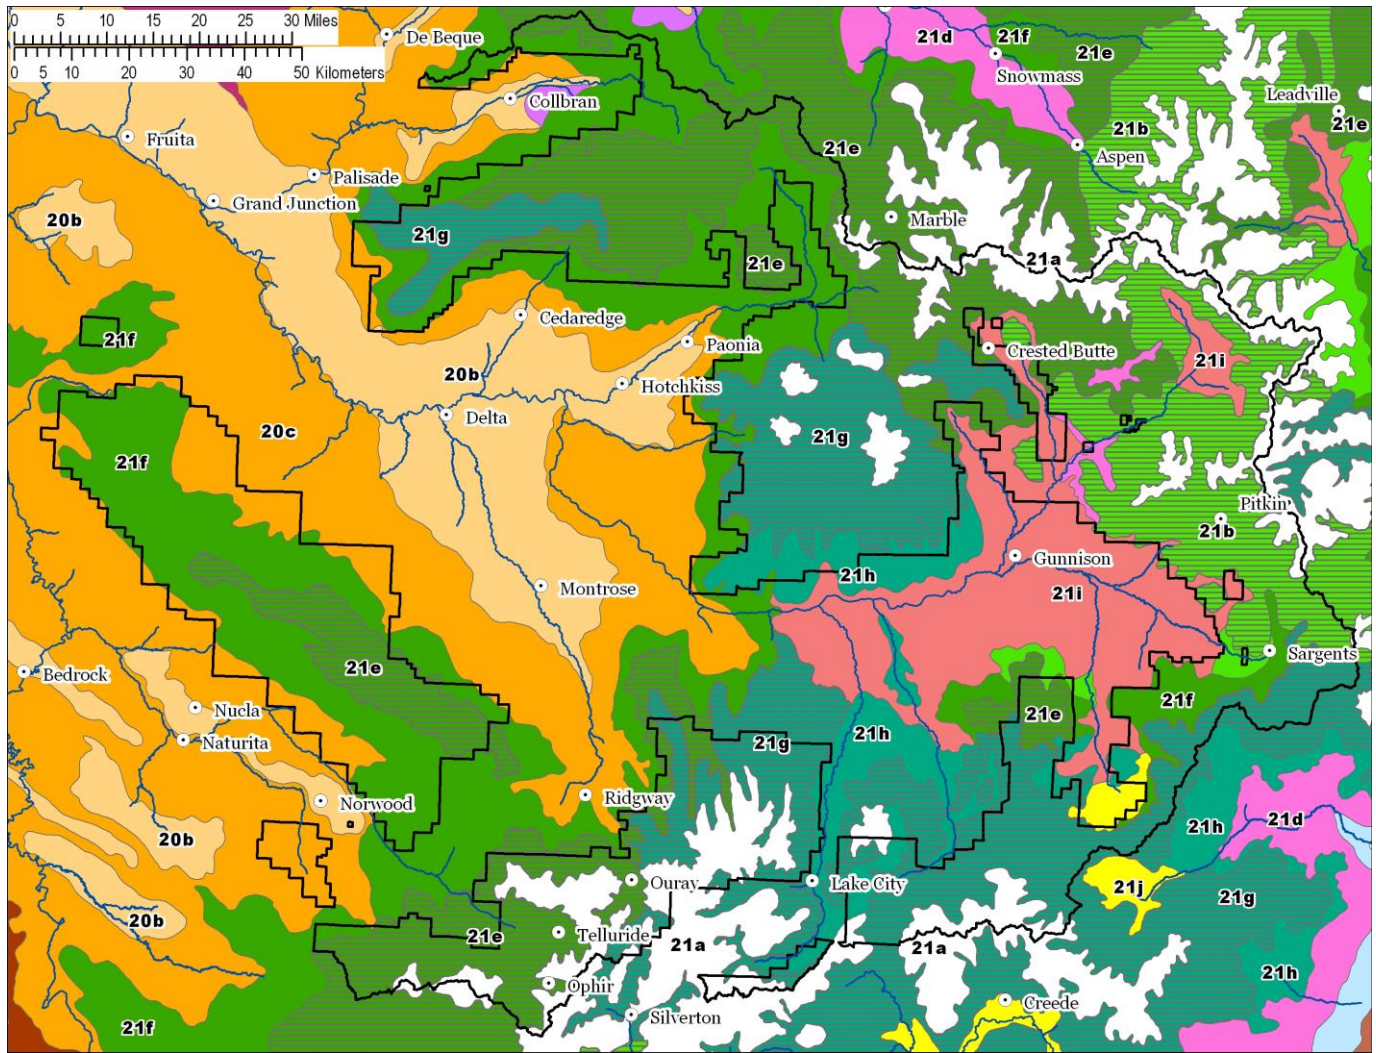 0 5 10 15 20 25 30 Miles
0 5 10 20 30 40 50 Kilometers
De Beque
21d
21f
21e
Snowmass
Collbran
Leadville
21b
21e
Fruita
21e
Aspen
Palisade
Grand Junction
20b
Marble
21g
21e
21a
Cedaredge
21f
Paonia
Crested Butte
21i
20b
Hotchkiss
Delta
20c
21g
21f
Pitkin
21b
Gunnison
21h
Montrose
21i
21e
Sargents
Bedrock
21f
Nucla
21e
Naturita
21g
21h
Ridgway
Norwood
21d
21h
20b
Ouray
Lake City
21j
21g
20b
21e
Telluride
21a
21a
21h
Ophir
Creede
Silverton
21f